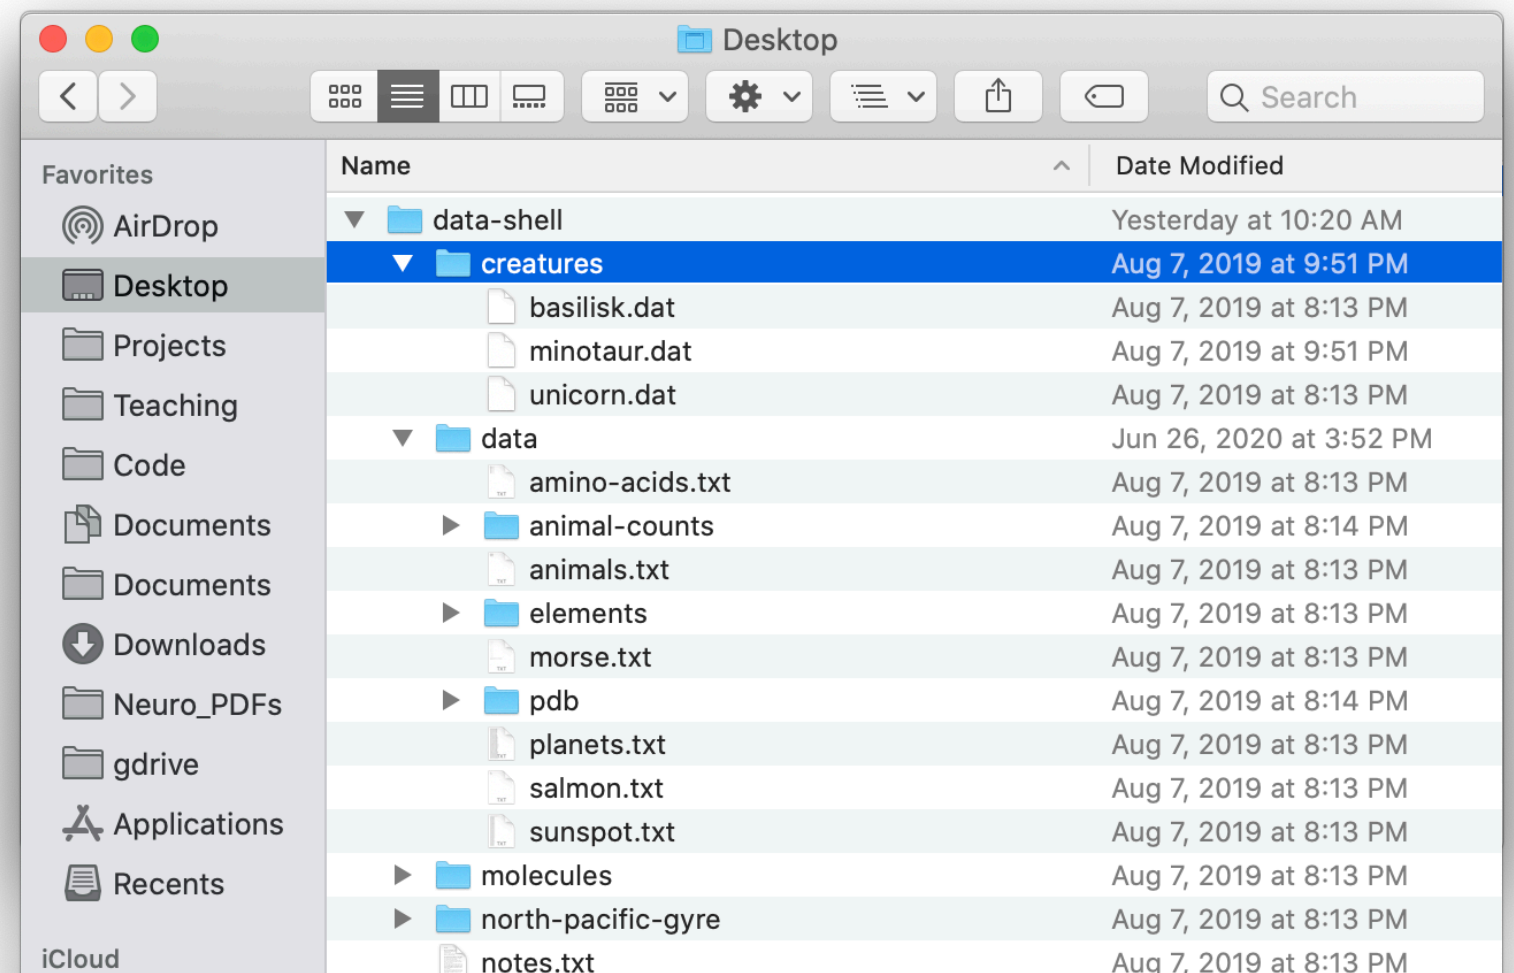 Desktop
Search
Favorites
AirDrop
Desktop
Projects
Teaching
Code
Documents
Documents
Downloads
Neuro_PDFs
gdrive
Applications
Recents
iCloud
Name Date Modified
data-shell Yesterday at 10:20 AM
creatures Aug 7, 2019 at 9:51 PM
basilisk.dat Aug 7, 2019 at 8:13 PM
minotaur.dat Aug 7, 2019 at 9:51 PM
unicorn.dat Aug 7, 2019 at 8:13 PM
data Jun 26, 2020 at 3:52 PM
amino-acids.txt Aug 7, 2019 at 8:13 PM
animal-counts Aug 7, 2019 at 8:14 PM
animals.txt Aug 7, 2019 at 8:13 PM
elements Aug 7, 2019 at 8:13 PM
morse.txt Aug 7, 2019 at 8:13 PM
pdb Aug 7, 2019 at 8:14 PM
planets.txt Aug 7, 2019 at 8:13 PM
salmon.txt Aug 7, 2019 at 8:13 PM
sunspot.txt Aug 7, 2019 at 8:13 PM
molecules Aug 7, 2019 at 8:13 PM
north-pacific-gyre Aug 7, 2019 at 8:13 PM
notes.txt Aug 7, 2019 at 8:13 PM